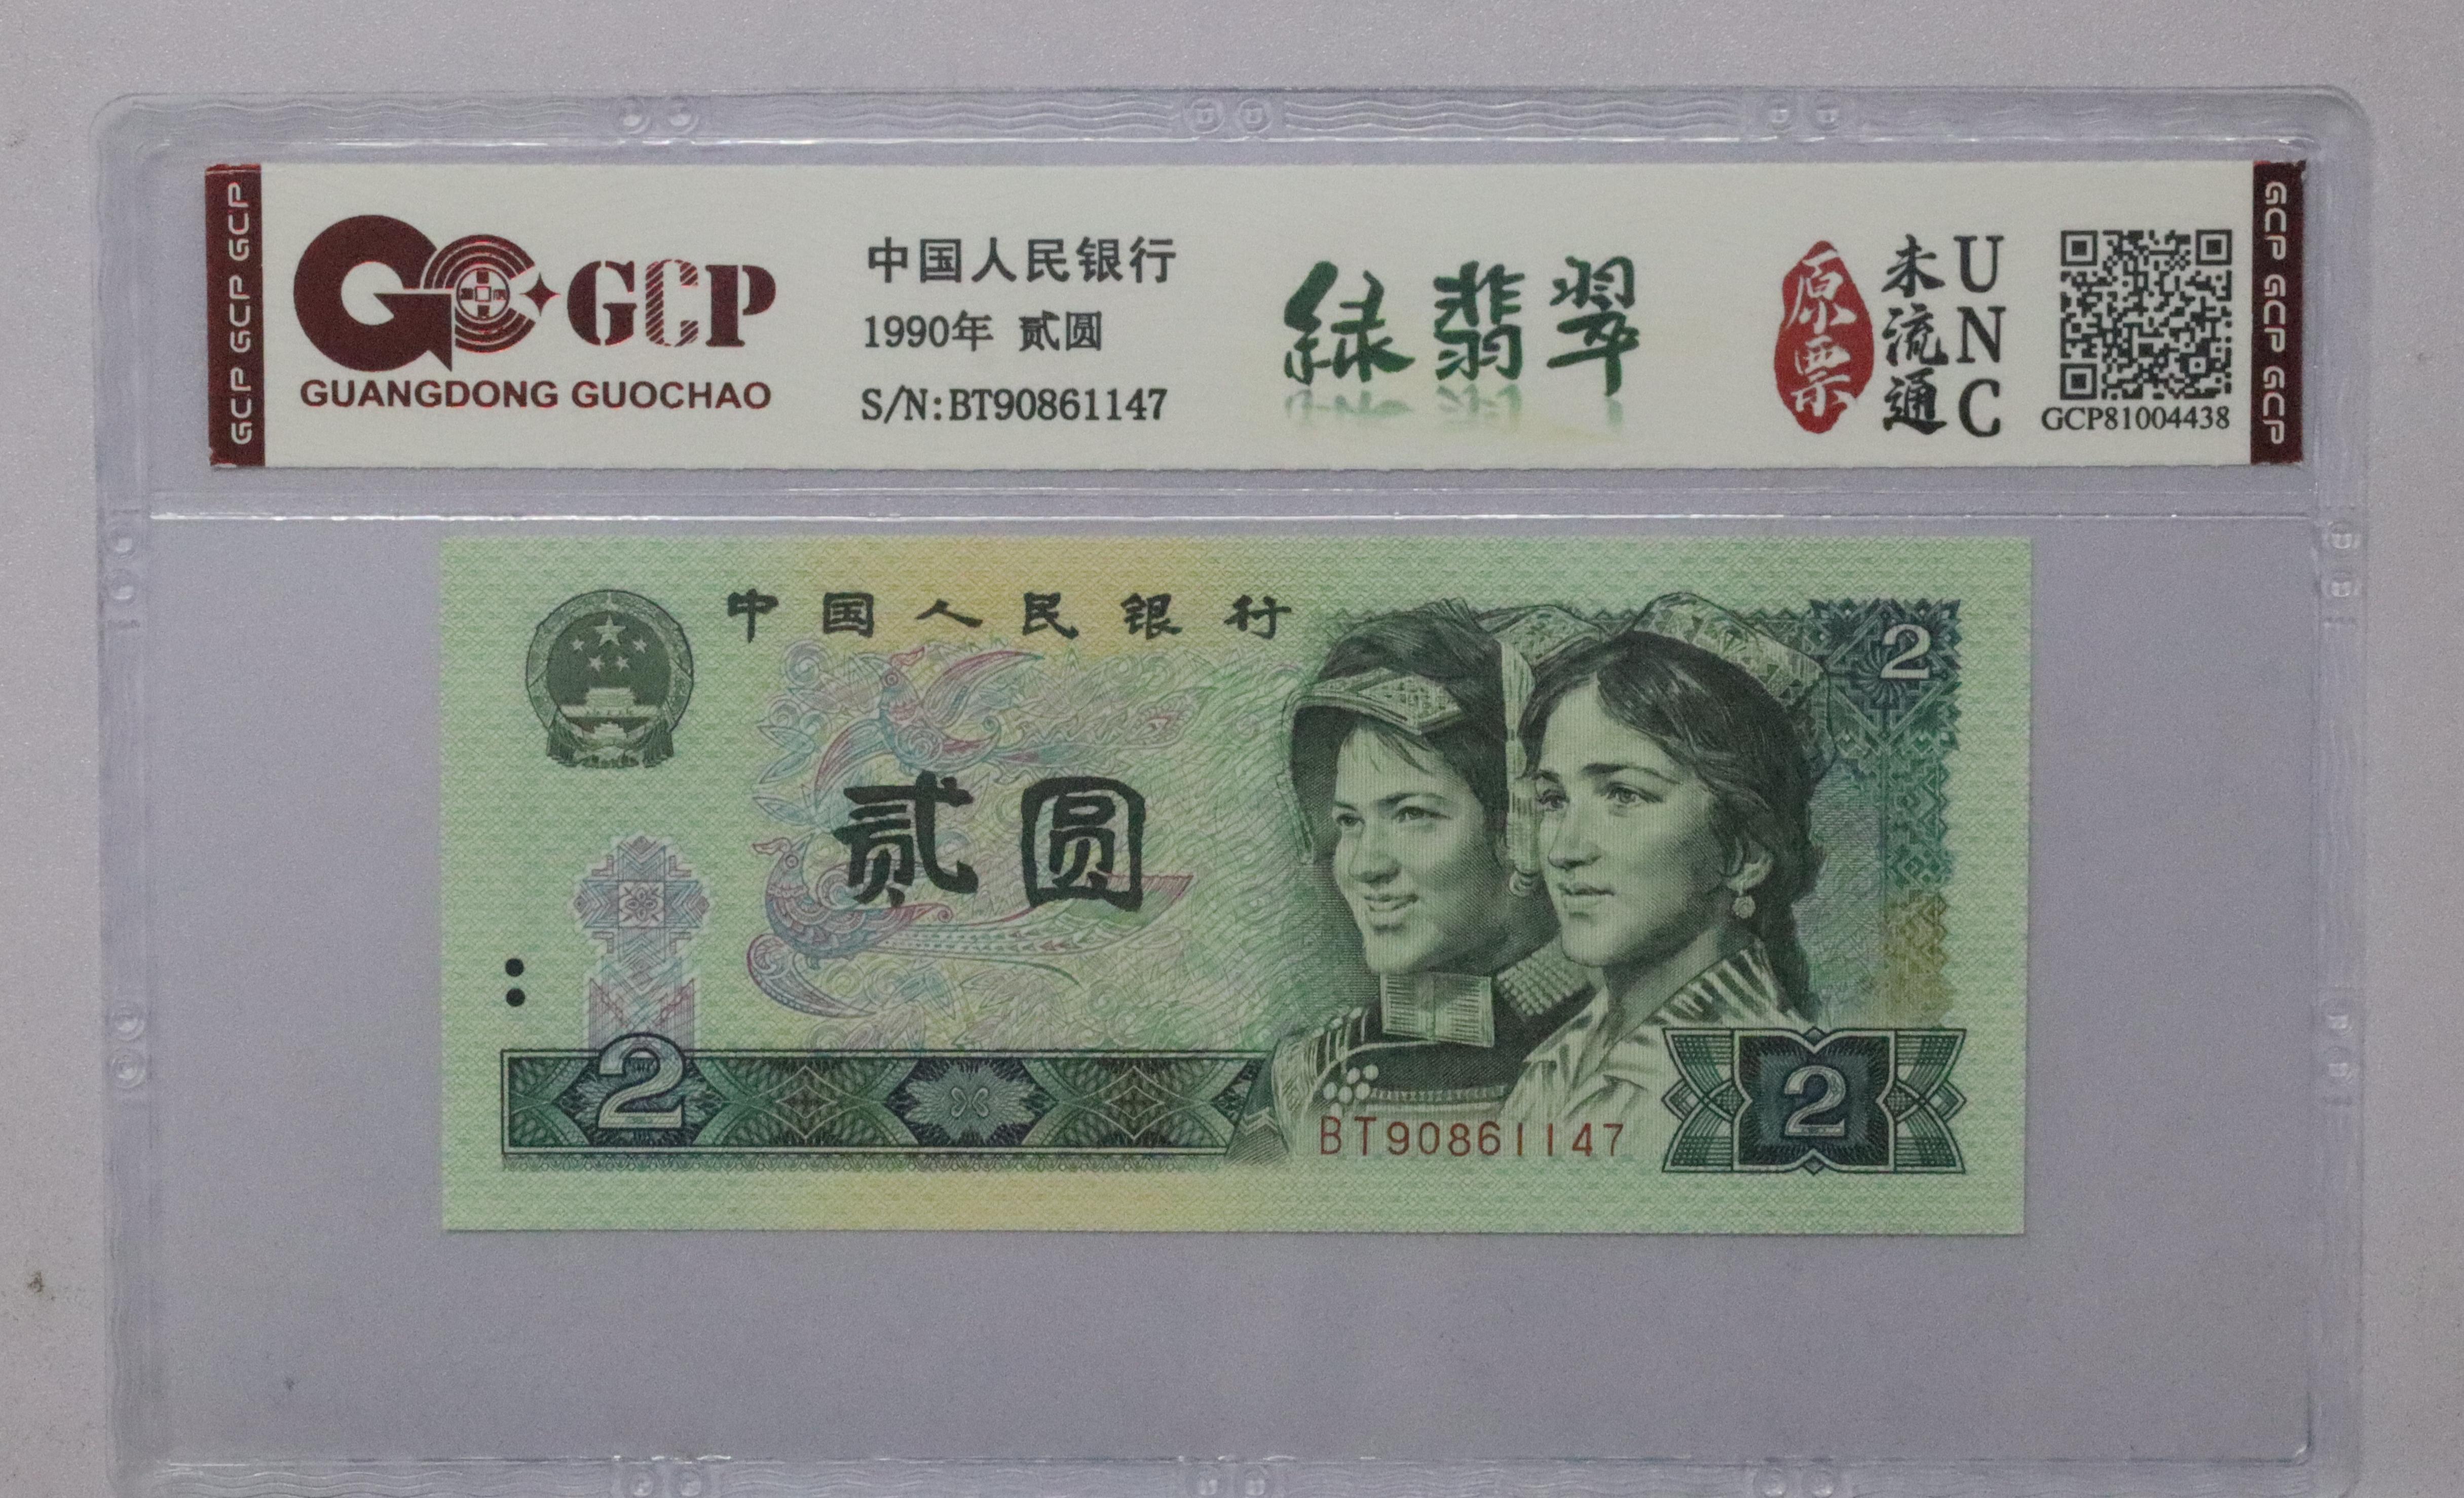 GCP GCP GCP GCP
GCP
GUANGDONG GUOCHAO
中国人民银行
1990年 贰圆
S/N:BT90861147
绿翡翠
原票
未流通
UNC
GCP81004438
GCP GCP GCP GCP
中国人民银行
2
贰圆
2
BT90861147
2